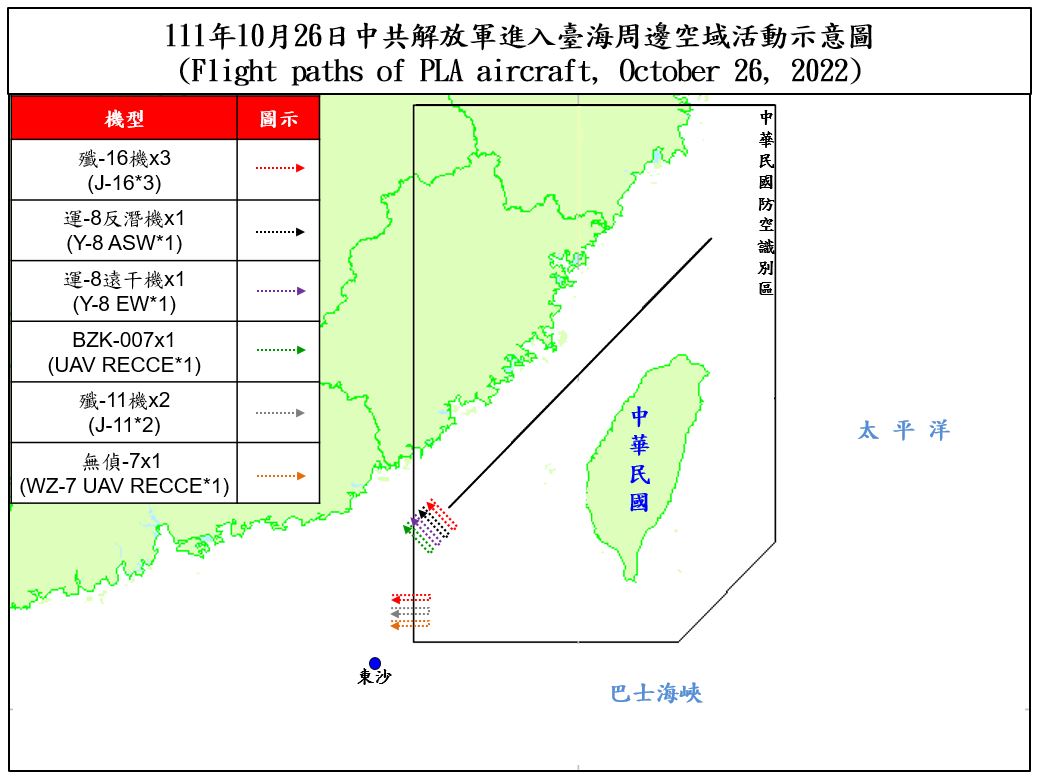 111年10月26日中共解放軍進入臺海周邊空域活動示意圖
(Flight paths of PLA aircraft, October 26, 2022)
機型
圖示
殲-16機x3
(J-16*3)
運-8反潛機x1
(Y-8 ASW*1)
運-8遠干機x1
(Y-8 EW*1)
BZK-007x1
(UAV RECCE*1)
殲-11機x2
(J-11*2)
無偵-7x1
(WZ-7 UAV RECCE*1)
中華民國防空識別區
中華民國
太平洋
東沙
巴士海峽